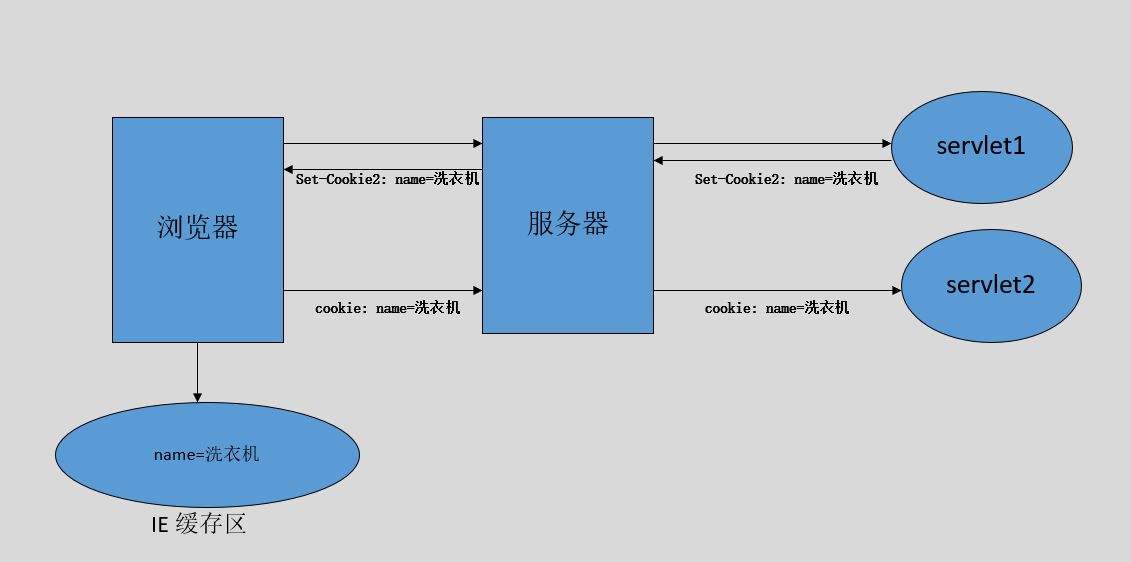 servlet1
Set-Cookie2: name=洗衣机
Set-Cookie2: name=洗衣机
浏览器
服务器
servlet2
cookie: name=洗衣机
cookie: name=洗衣机
name=洗衣机
IE 缓存区